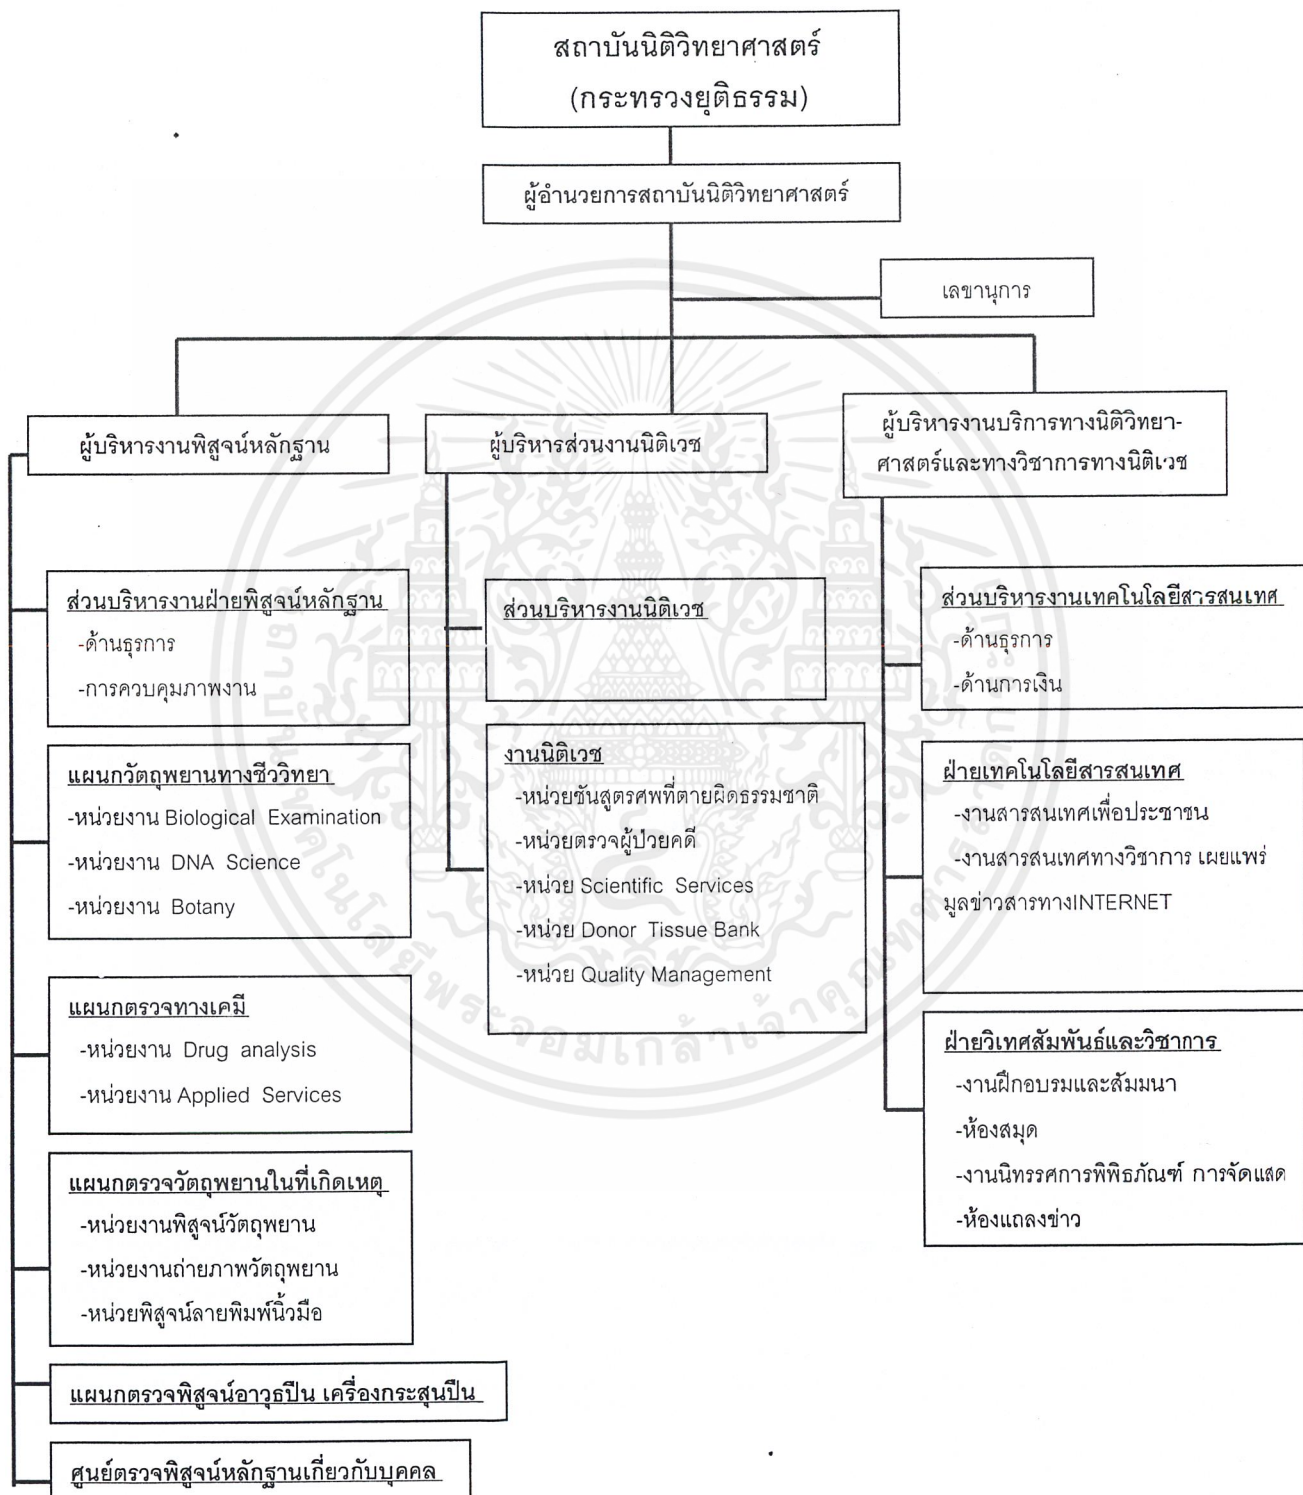 สถาบันนิติวิทยาศาสตร์
(กระทรวงยุติธรรม)
ผู้อำนวยการสถาบันนิติวิทยาศาสตร์
เลขานุการ
ผู้บริหารงานพิสูจน์หลักฐาน
ส่วนบริหารงานฝ่ายพิสูจน์หลักฐาน
-ด้านธุรการ
-การควบคุมภาพงาน
แผนกวัตถุพยานทางชีววิทยา
-หน่วยงาน Biological Examination
-หน่วยงาน DNA Science
-หน่วยงาน Botany
แผนกตรวจทางเคมี
-หน่วยงาน Drug analysis
-หน่วยงาน Applied Services
แผนกตรวจวัตถุพยานในที่เกิดเหตุ
-หน่วยงานพิสูจน์วัตถุพยาน
-หน่วยงานถ่ายภาพวัตถุพยาน
-หน่วยพิสูจน์ลายพิมพ์นิ้วมือ
แผนกตรวจพิสูจน์อาวุธปืน เครื่องกระสุนปืน
ศูนย์ตรวจพิสูจน์หลักฐานเกี่ยวกับบุคคล
ผู้บริหารส่วนงานนิติเวช
ส่วนบริหารงานนิติเวช
งานนิติเวช
-หน่วยชันสูตรศพที่ตายผิดธรรมชาติ
-หน่วยตรวจผู้ป่วยคดี
-หน่วย Scientific Services
-หน่วย Donor Tissue Bank
-หน่วย Quality Management
ผู้บริหารงานบริการทางนิติวิทยา-
ศาสตร์และทางวิชาการทางนิติเวช
ส่วนบริหารงานเทคโนโลยีสารสนเทศ
-ด้านธุรการ
-ด้านการเงิน
ฝ่ายเทคโนโลยีสารสนเทศ
-งานสารสนเทศเพื่อประชาชน
-งานสารสนเทศทางวิชาการ เผยแพร่
มูลข่าวสารทางINTERNET
ฝ่ายวิเทศสัมพันธ์และวิชาการ
-งานฝึกอบรมและสัมมนา
-ห้องสมุด
-งานนิทรรศการพิพิธภัณฑ์ การจัดแสด
-ห้องแถลงข่าว